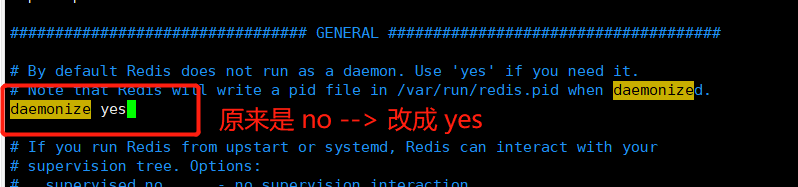 ################################# GENERAL #####################################
# By default Redis does not run as a daemon. Use 'yes' if you need it.
# Note that Redis will write a pid file in /var/run/redis.pid when daemonized.
daemonize yes
原来是 no --> 改成 yes
# If you run Redis from upstart or systemd, Redis can interact with your
# supervision tree. Options:
#   supervised no      - no supervision interaction